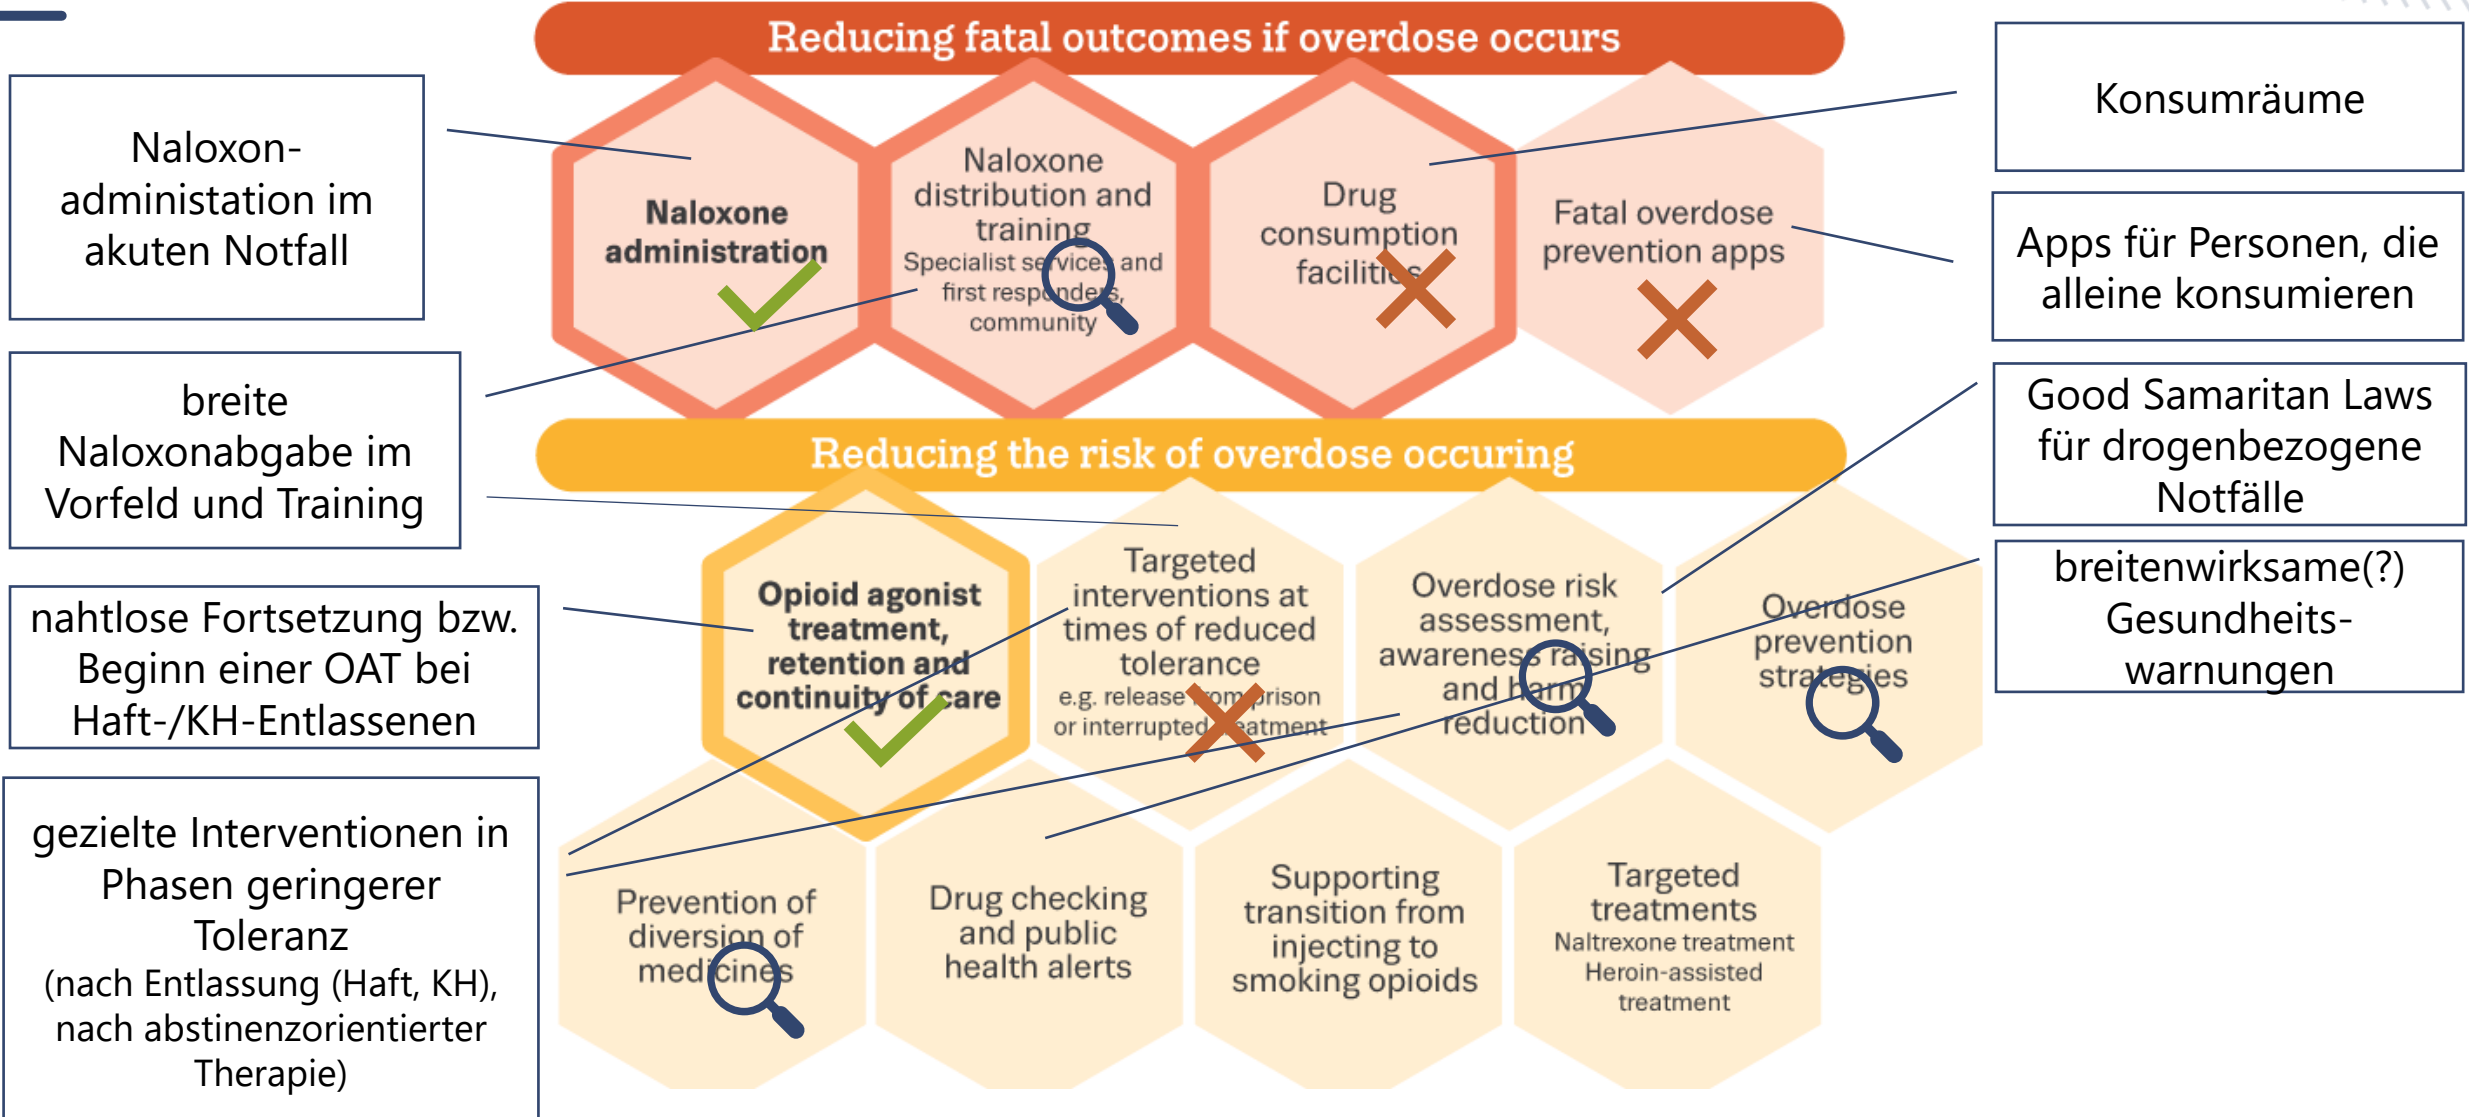 Reducing fatal outcomes if overdose occurs
Naloxon-
administation im
akuten Notfall
breite
Naloxonabgabe im
Vorfeld und Training
nahtlose Fortsetzung bzw.
Beginn einer OAT bei
Haft-/KH-Entlassenen
gezielte Interventionen in
Phasen geringerer
Toleranz
(nach Entlassung (Haft, KH),
nach abstinenzorientierter
Therapie)
Naloxone
administration
Naloxone
distribution and
training
Specialist services and
first responders,
community
Drug
consumption
facilities
Fatal overdose
prevention apps
Reducing the risk of overdose occuring
Opioid agonist
treatment,
retention and
continuity of care
Targeted
interventions at
times of reduced
tolerance
e.g. release from prison
or interrupted treatment
Overdose risk
assessment,
awareness raising
and harm
reduction
Overdose
prevention
strategies
Prevention of
diversion of
medicines
Drug checking
and public
health alerts
Supporting
transition from
injecting to
smoking opioids
Targeted
treatments
Naltrexone treatment
Heroin-assisted
treatment
Konsumräume
Apps für Personen, die
alleine konsumieren
Good Samaritan Laws
für drogenbezogene
Notfälle
breitenwirksame(?)
Gesundheits-
warnungen